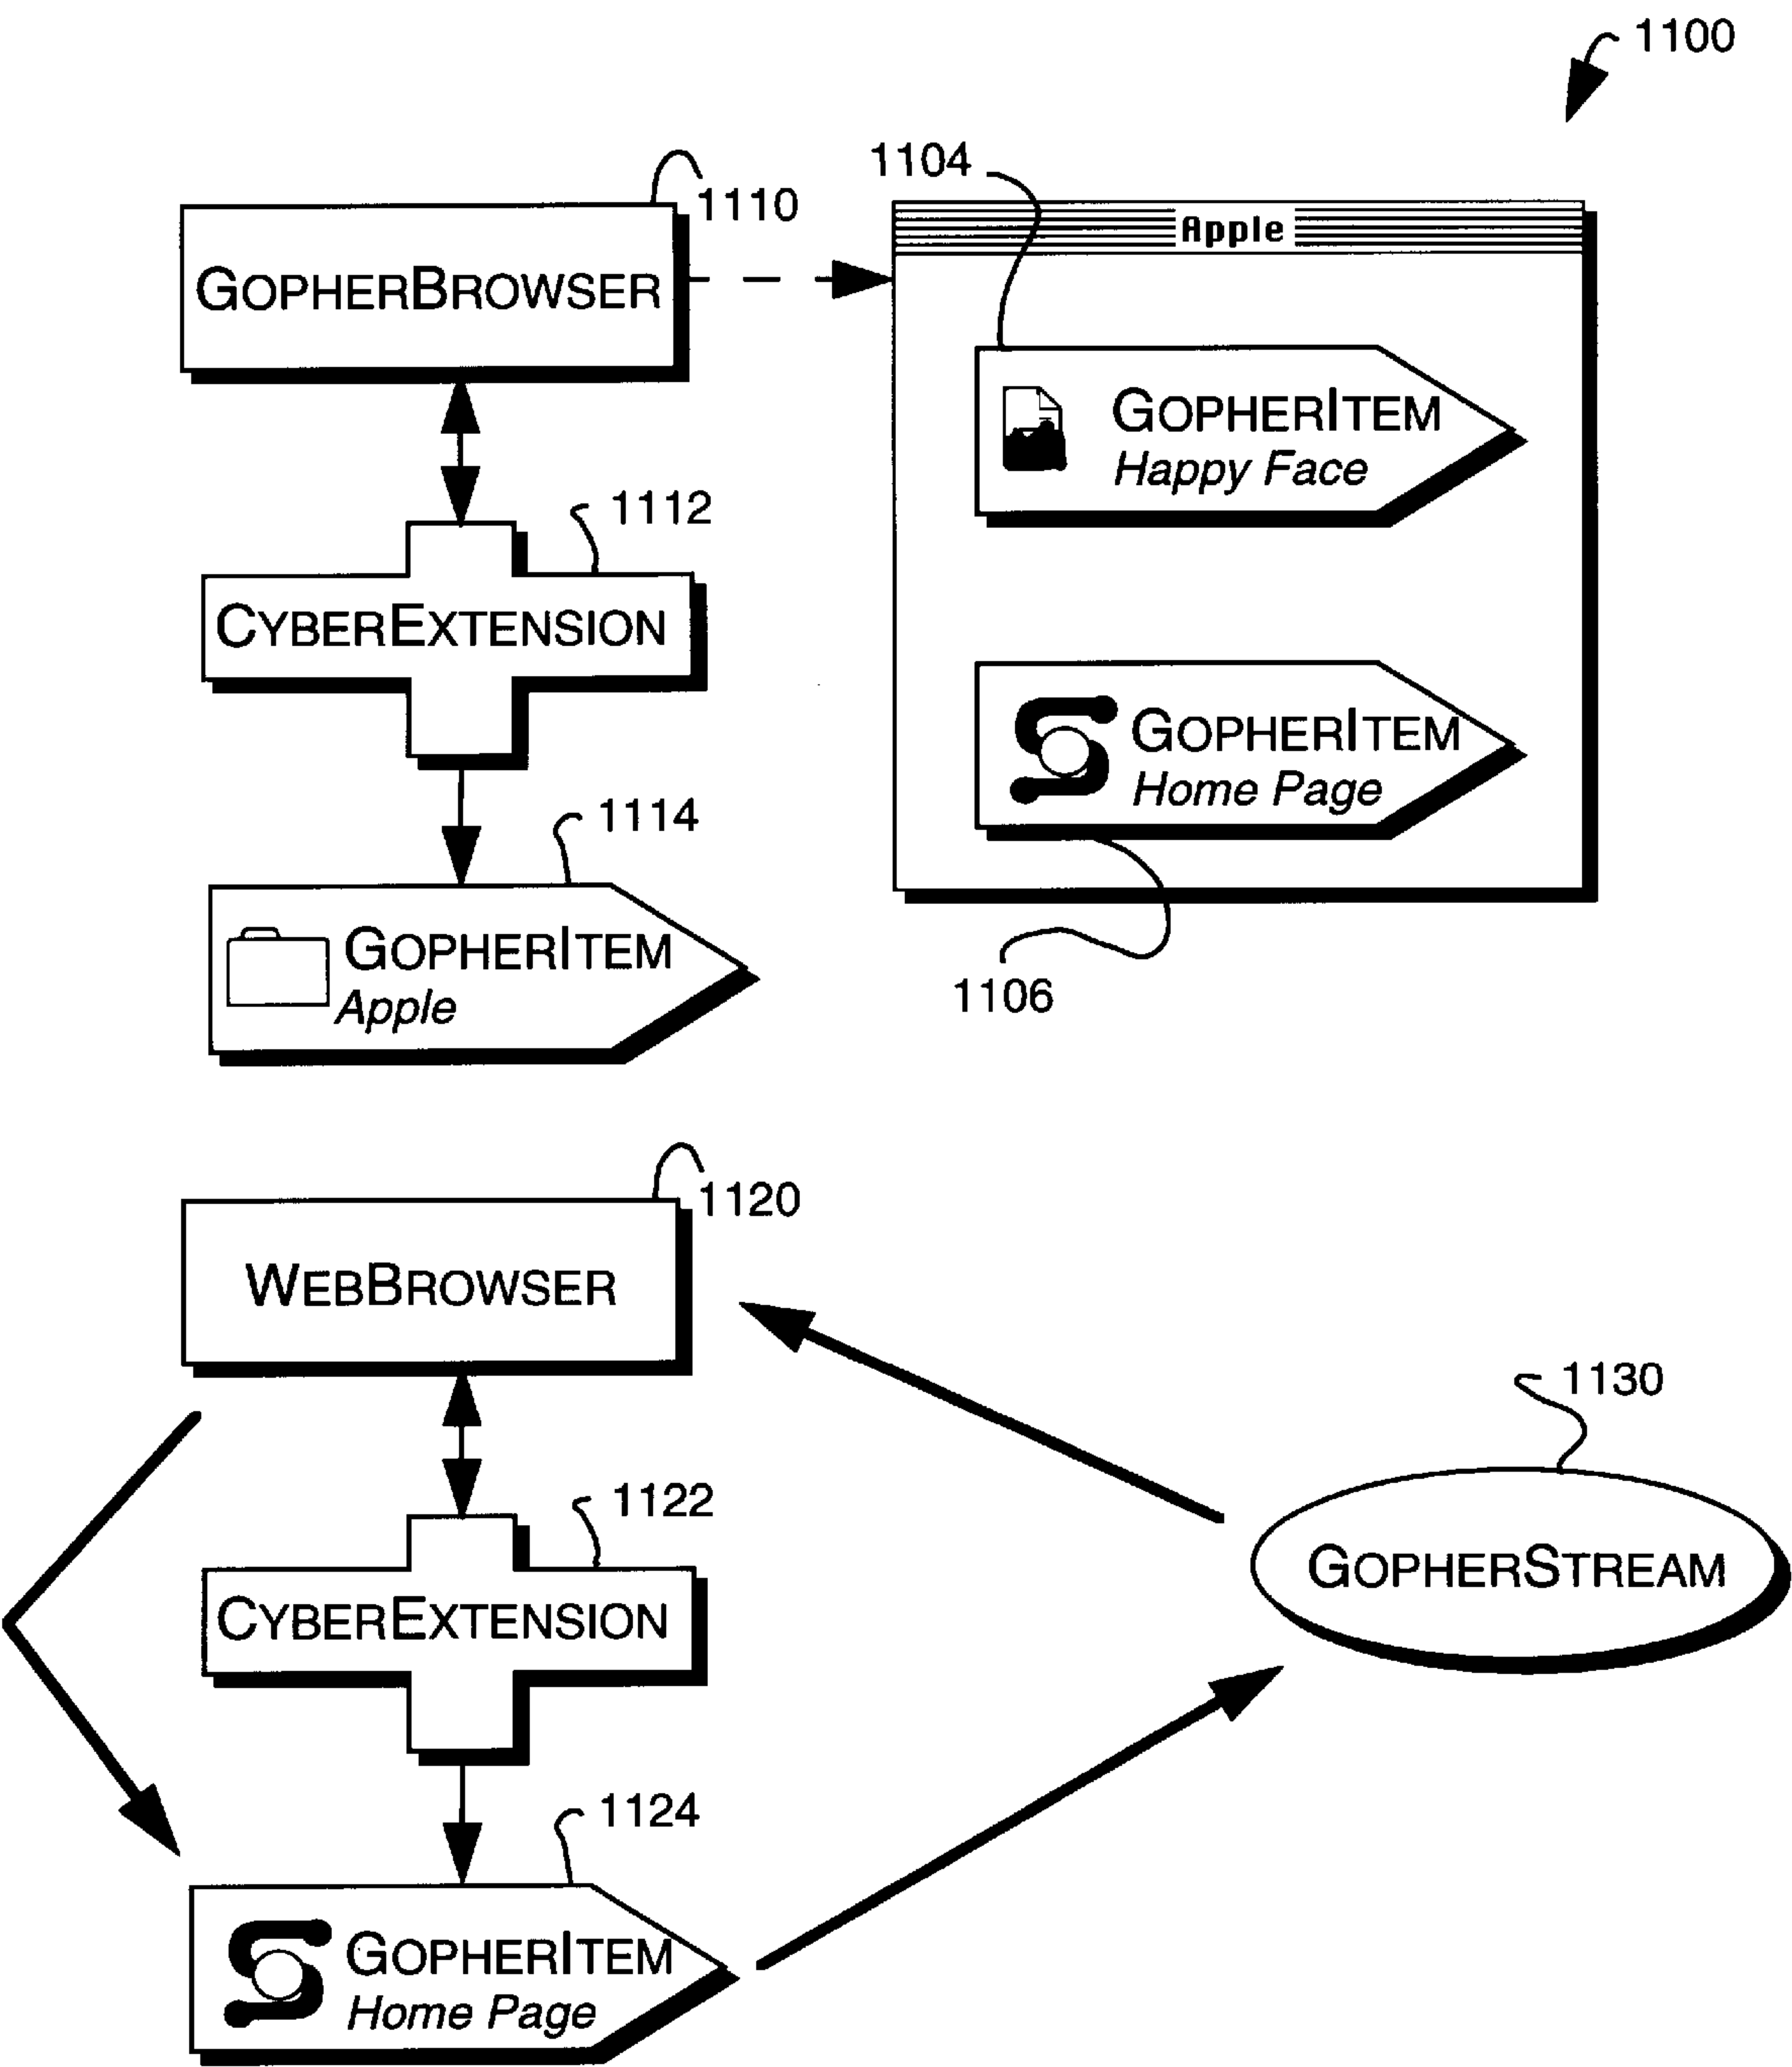 1100
1104
1110
Apple
GOPHERBROWSER
GOPHERITEM
Happy Face
1112
CYBEREXTENSION
GOPHERITEM
Home Page
1114
GOPHERITEM
Apple
1106
1120
WEBBROWSER
1130
1122
GOPHERSTREAM
CYBEREXTENSION
1124
GOPHERITEM
Home Page